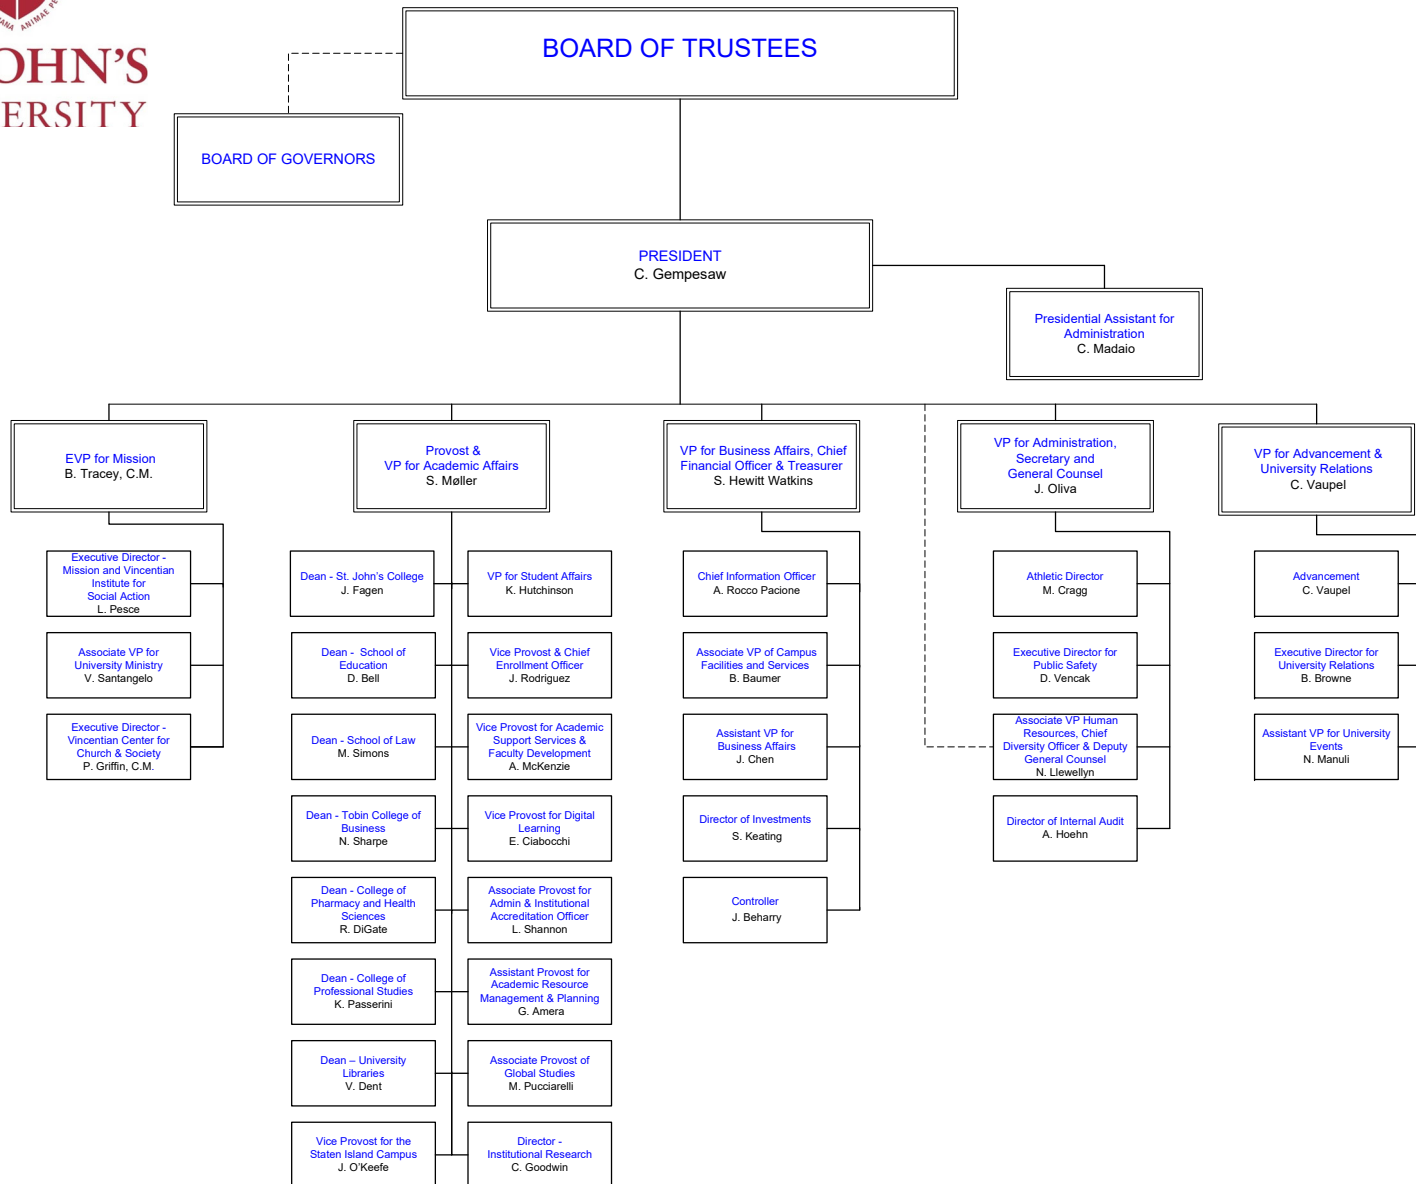 ANA ANIMAE PE
OHN'S
ERSITY
BOARD OF TRUSTEES
BOARD OF GOVERNORS
PRESIDENT
C. Gempesaw
Presidential Assistant for
Administration
C. Madaio
EVP for Mission
B. Tracey, C.M.
Provost &
VP for Academic Affairs
S. Møller
VP for Business Affairs, Chief
Financial Officer & Treasurer
S. Hewitt Watkins
VP for Administration,
Secretary and
General Counsel
J. Oliva
VP for Advancement &
University Relations
C. Vaupel
Executive Director -
Mission and Vincentian
Institute for
Social Action
L. Pesce
Associate VP for
University Ministry
V. Santangelo
Executive Director -
Vincentian Center for
Church & Society
P. Griffin, C.M.
Dean - St. John's College
J. Fagen
Dean -  School of
Education
D. Bell
Dean - School of Law
M. Simons
Dean - Tobin College of
Business
N. Sharpe
Dean - College of
Pharmacy and Health
Sciences
R. DiGate
Dean - College of
Professional Studies
K. Passerini
Dean – University
Libraries
V. Dent
Vice Provost for the
Staten Island Campus
J. O'Keefe
VP for Student Affairs
K. Hutchinson
Vice Provost & Chief
Enrollment Officer
J. Rodriguez
Vice Provost for Academic
Support Services &
Faculty Development
A. McKenzie
Vice Provost for Digital
Learning
E. Ciabocchi
Associate Provost for
Admin & Institutional
Accreditation Officer
L. Shannon
Assistant Provost for
Academic Resource
Management & Planning
G. Amera
Associate Provost of
Global Studies
M. Pucciarelli
Director -
Institutional Research
C. Goodwin
Chief Information Officer
A. Rocco Pacione
Associate VP of Campus
Facilities and Services
B. Baumer
Assistant VP for
Business Affairs
J. Chen
Director of Investments
S. Keating
Controller
J. Beharry
Athletic Director
M. Cragg
Executive Director for
Public Safety
D. Vencak
Associate VP Human
Resources, Chief
Diversity Officer & Deputy
General Counsel
N. Llewellyn
Director of Internal Audit
A. Hoehn
Advancement
C. Vaupel
Executive Director for
University Relations
B. Browne
Assistant VP for University
Events
N. Manuli